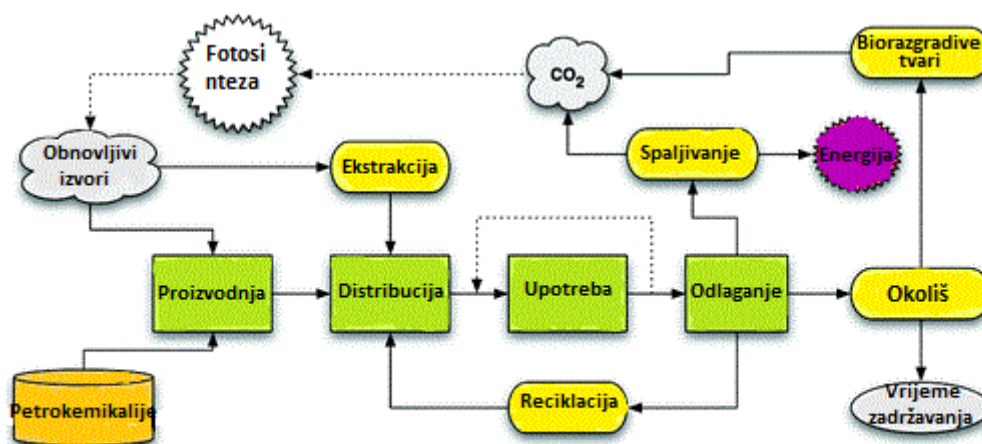 Fotosi
nteza
CO2
Biorazgradive
tvari
Obnovljivi
izvori
Ekstrakcija
Spaljivanje
Energija
Proizvodnja
Distribucija
Upotreba
Odlaganje
Okoliš
Petrokemikalije
Reciklacija
Vrijeme
zadržavanja